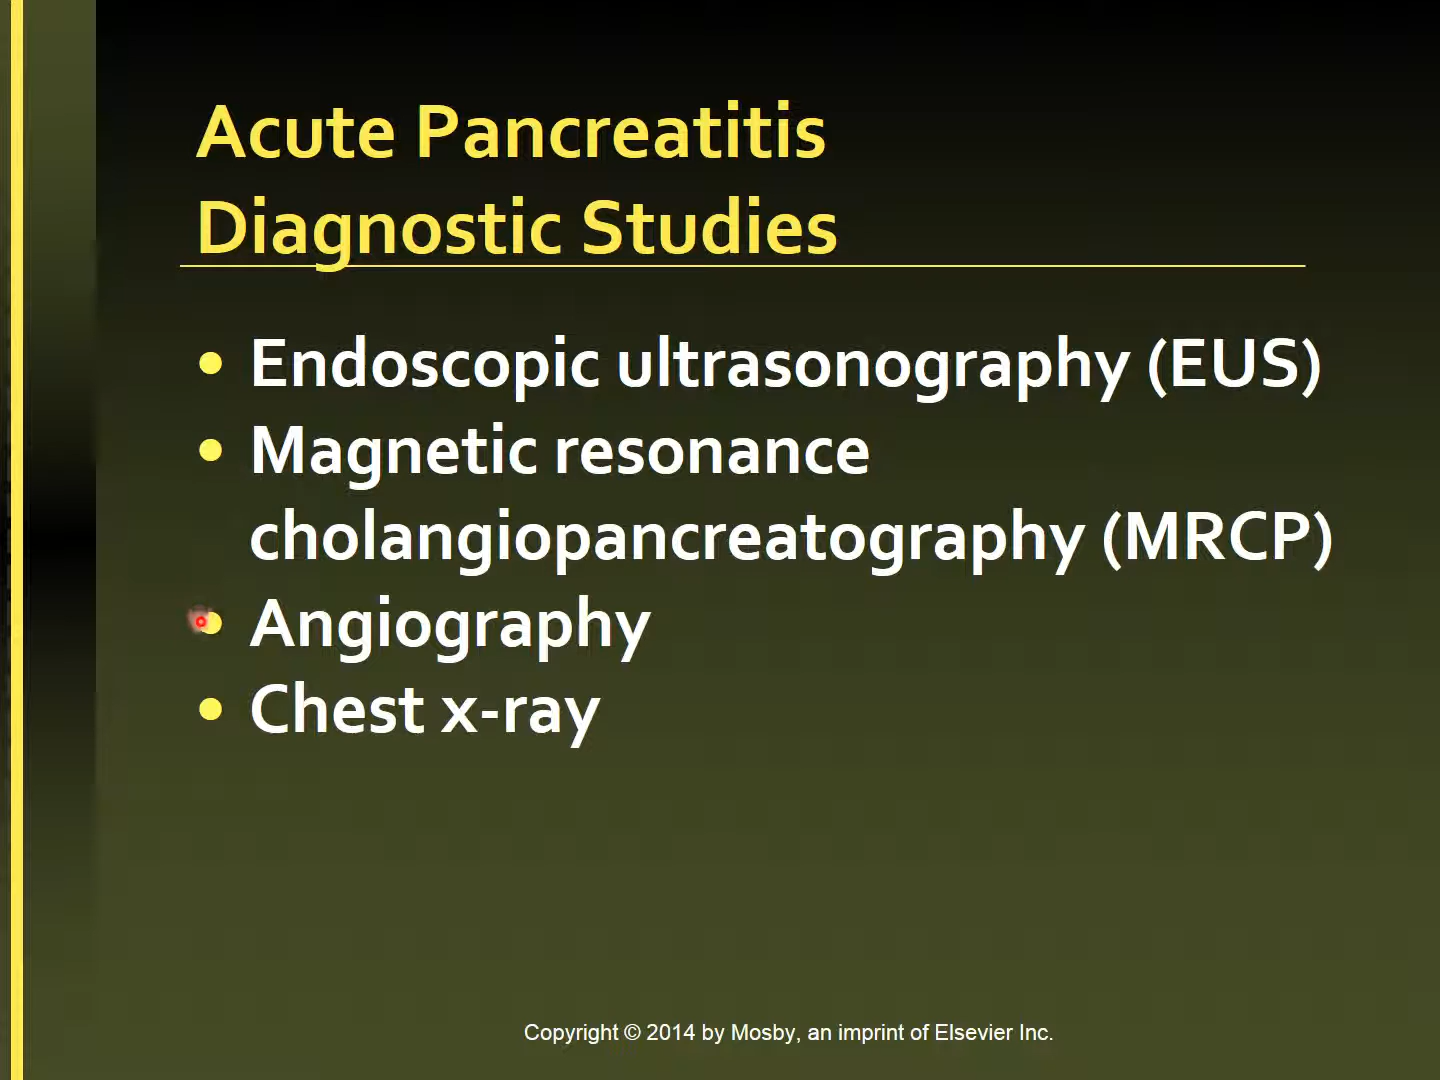 Acute Pancreatitis
Diagnostic Studies
• Endoscopic ultrasonography (EUS)
• Magnetic resonance
cholangiopancreatography (MRCP)
• Angiography
• Chest x-ray
Copyright © 2014 by Mosby, an imprint of Elsevier Inc.